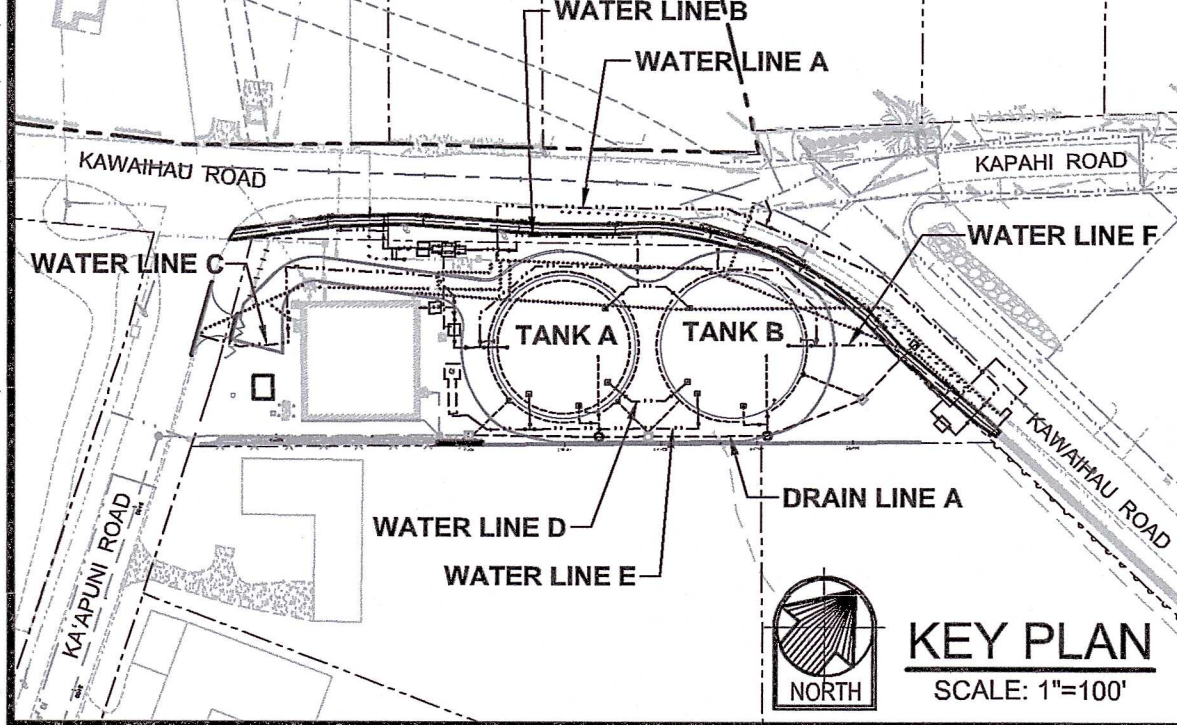 WATER LINE B
WATER LINE A
KAWAIHAU ROAD
KAPAHI ROAD
WATER LINE C
WATER LINE F
TANK A
TANK B
KAWAIHAU ROAD
DRAIN LINE A
WATER LINE D
WATER LINE E
KA'APUNI ROAD
NORTH
KEY PLAN
SCALE: 1"=100'